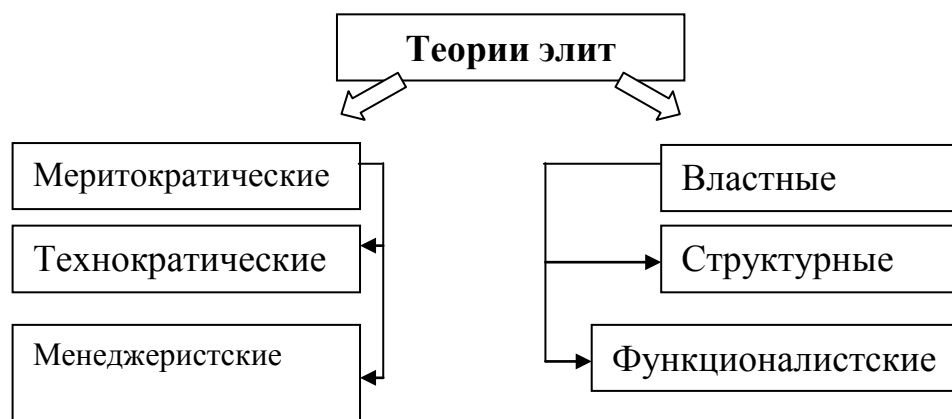 Теории элит
Меритократические
Технократические
Менеджеристские
Властные
Структурные
Функционалистские